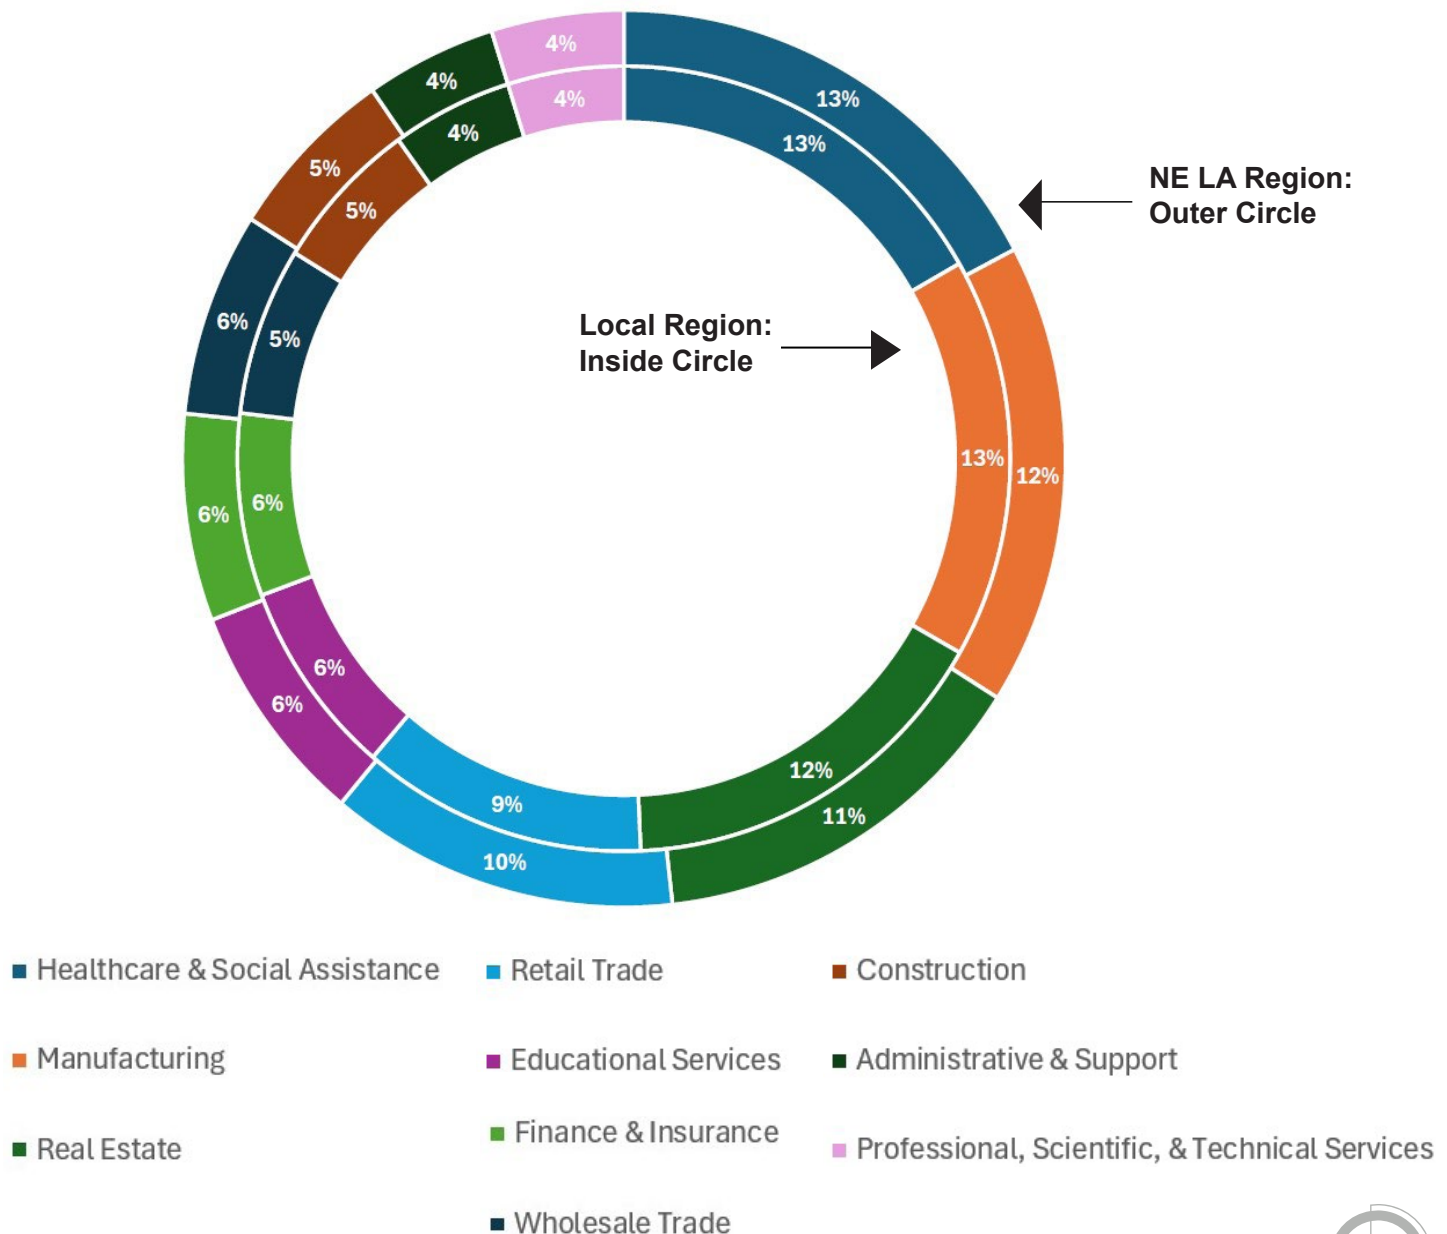 4%
13%
4%
4%
4%
13%
5%
5%
NE LA Region:
Outer Circle
Local Region:
Inside Circle
6%
5%
13%
12%
6%
6%
6%
6%
12%
11%
9%
10%
Healthcare & Social Assistance
Retail Trade
Construction
Manufacturing
Educational Services
Administrative & Support
Real Estate
Finance & Insurance
Professional, Scientific, & Technical Services
Wholesale Trade